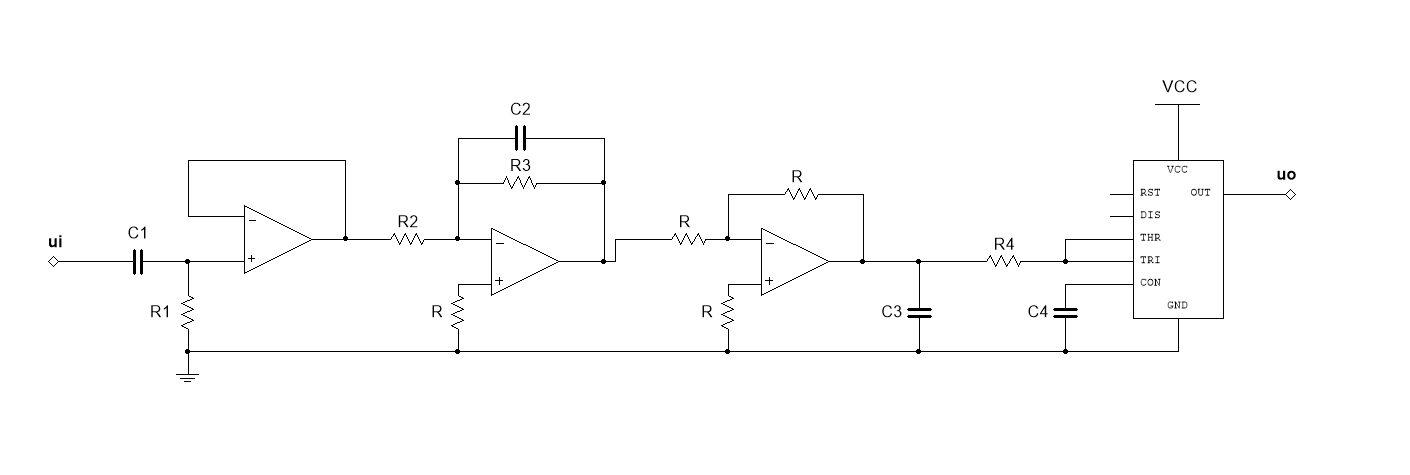 VCC
C2
R3
VCC
R
RST
OUT
uo
DIS
R2
R
THR
ui
C1
−
−
−
R4
TRI
+
+
+
CON
R1
R
R
C3
C4
GND